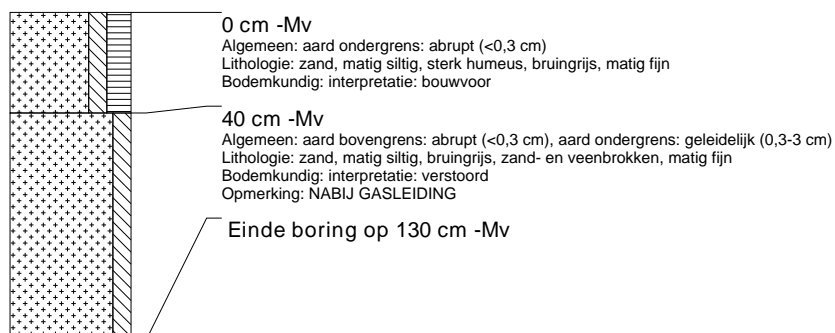 0 cm -Mv
Algemeen: aard ondergrens: abrupt (<0,3 cm)
Lithologie: zand, matig siltig, sterk humeus, bruingrijs, matig fijn
Bodemkundig: interpretatie: bouwvoor
40 cm -Mv
Algemeen: aard bovengrens: abrupt (<0,3 cm), aard ondergrens: geleidelijk (0,3-3 cm)
Lithologie: zand, matig siltig, bruingrijs, zand- en veenbrokken, matig fijn
Bodemkundig: interpretatie: verstoord
Opmerking: NABIJ GASLEIDING
Einde boring op 130 cm -Mv